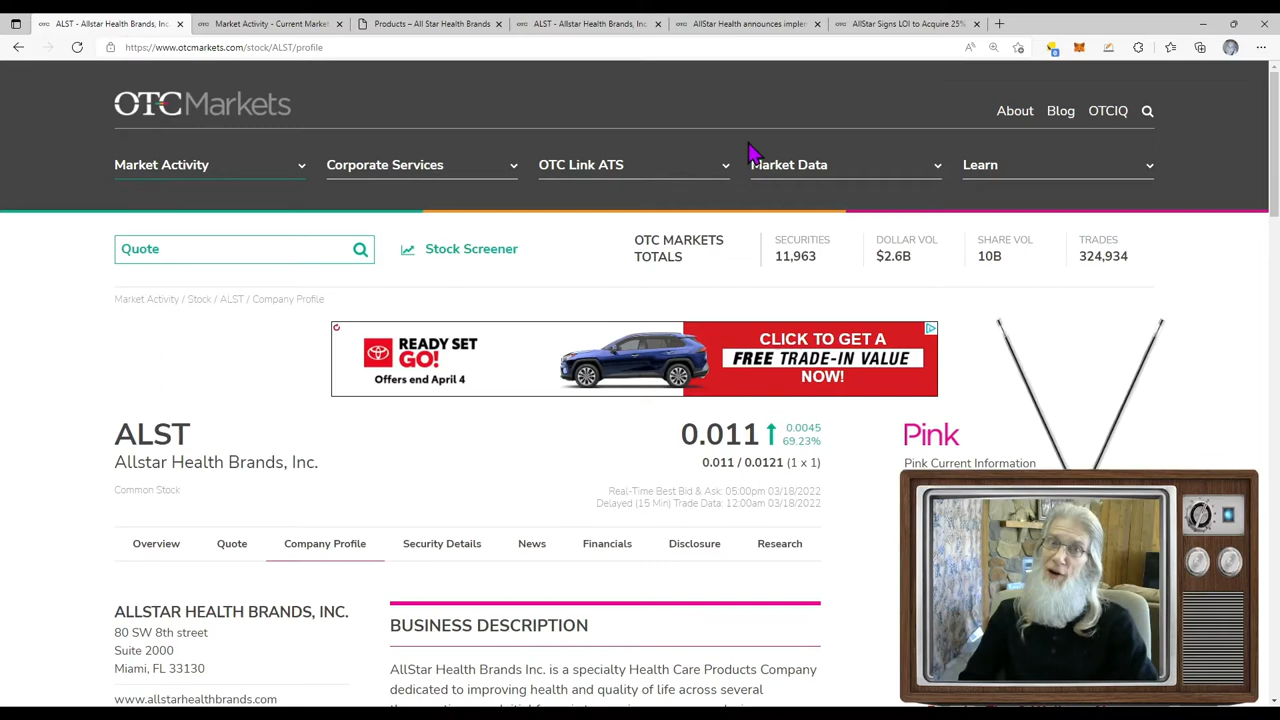 ALST - Allstar Health Brands, Inc.
Market Activity - Current Market
Products – All Star Health Brands
ALST - Allstar Health Brands, Inc.
AllStar Health announces implem
AllStar Signs LOI to Acquire 25%
https://www.otcmarkets.com/stock/ALST/profile
OTC Markets
About Blog OTCIQ
Market Activity Corporate Services OTC Link ATS Market Data Learn
Quote
Stock Screener
OTC MARKETS
TOTALS
SECURITIES
11,963
DOLLAR VOL
$2.6B
SHARE VOL
10B
TRADES
324,934
Market Activity / Stock / ALST / Company Profile
READY SET
GO!
Offers end April 4
CLICK TO GET A
FREE TRADE-IN VALUE
NOW!
ALST
Allstar Health Brands, Inc.
Common Stock
0.011
0.0045
69.23%
0.011 / 0.0121 (1 x 1)
Real-Time Best Bid & Ask: 05:00pm 03/18/2022
Delayed (15 Min) Trade Data: 12:00am 03/18/2022
Pink
Pink Current Information
Overview Quote Company Profile Security Details News Financials Disclosure Research
ALLSTAR HEALTH BRANDS, INC.
80 SW 8th street
Suite 2000
Miami, FL 33130
www.allstarhealthbrands.com
BUSINESS DESCRIPTION
AllStar Health Brands Inc. is a specialty Health Care Products Company
dedicated to improving health and quality of life across several